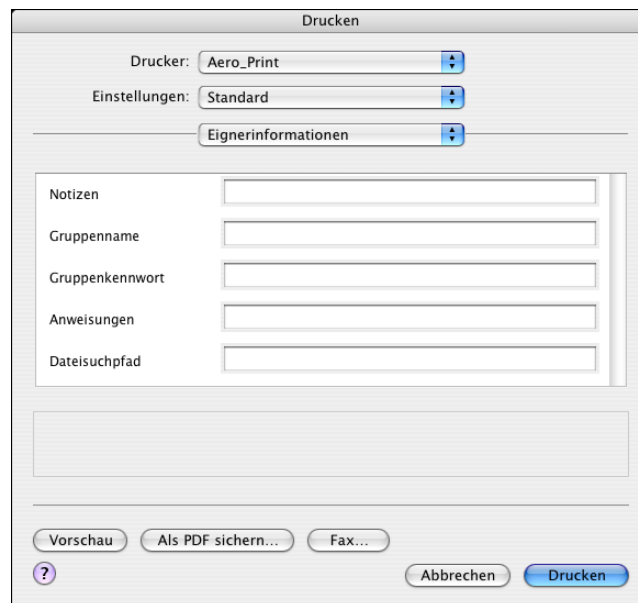 Drucken
Drucker: Aero_Print
Einstellungen: Standard
Eignerinformationen
Notizen
Gruppenname
Gruppenkennwort
Anweisungen
Dateisuchpfad
Vorschau Als PDF sichern... Fax...
? Abbrechen Drucken